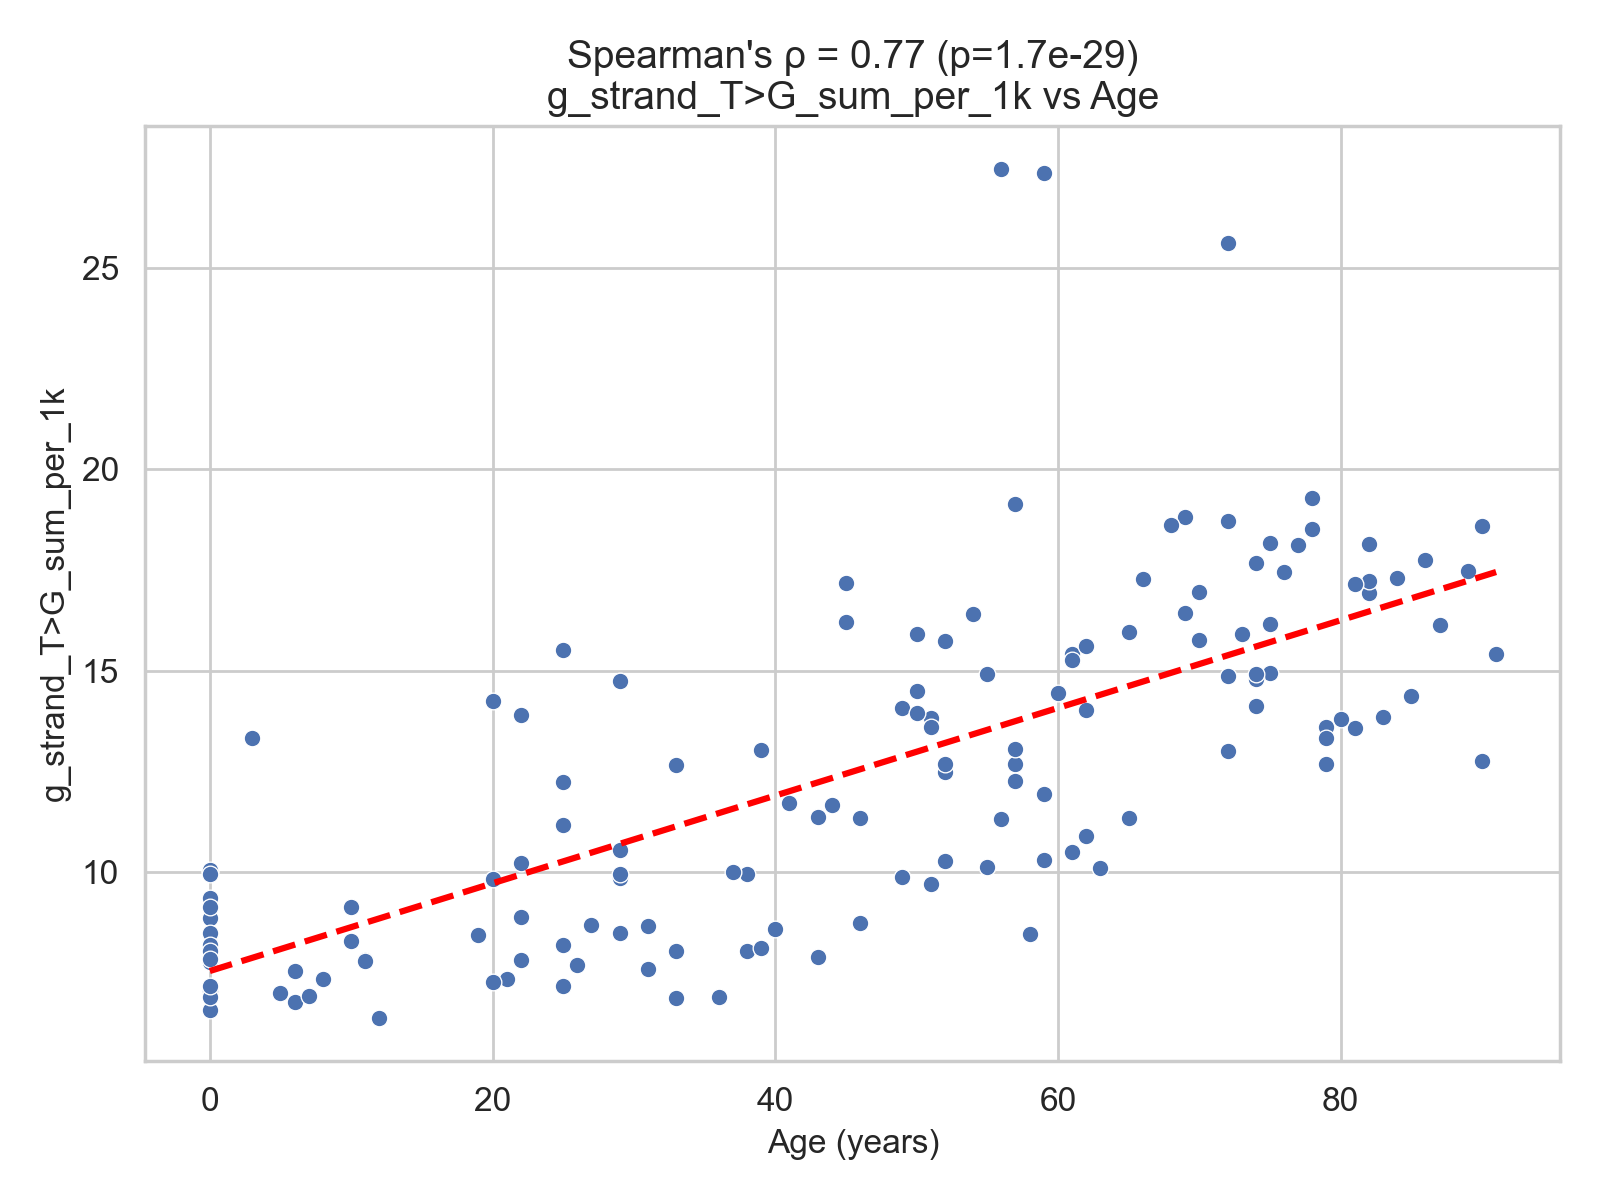 Spearman's ρ = 0.77 (p=1.7e-29)
g_strand_T>G_sum_per_1k vs Age
g_strand_T>G_sum_per_1k
25
20
15
10
0 20 40 60 80
Age (years)